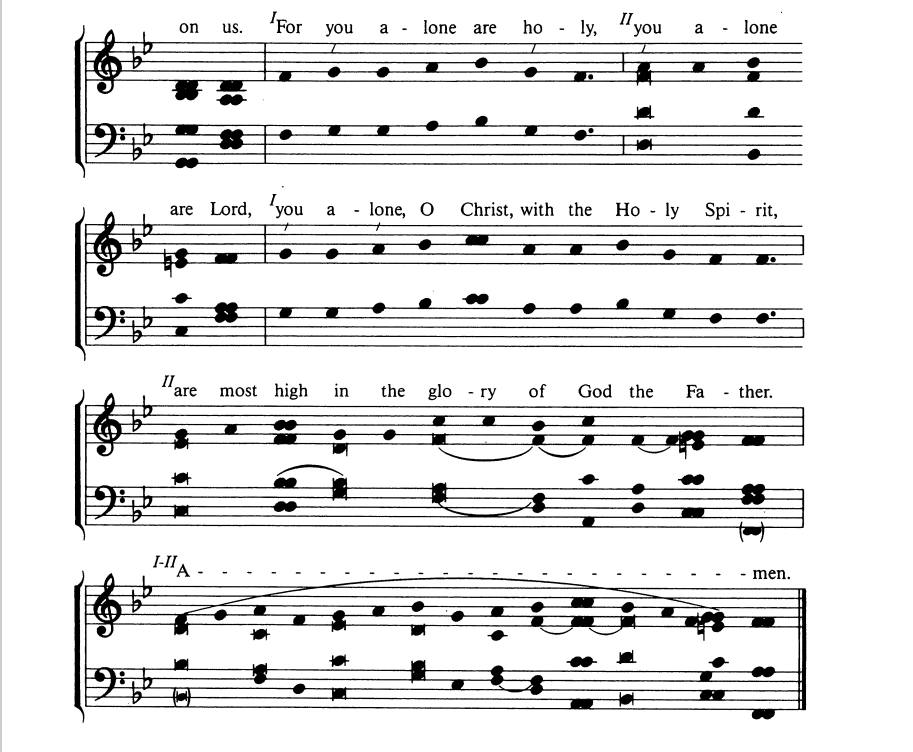 on us. I For you a - lone are ho - ly, II you a - lone
are Lord, I you a - lone, O Christ, with the Ho - ly Spi - rit,
II are most high in the glo - ry of God the Fa - ther.
I-II A - - - - - - - - - - - - - - - - - - - - - men.